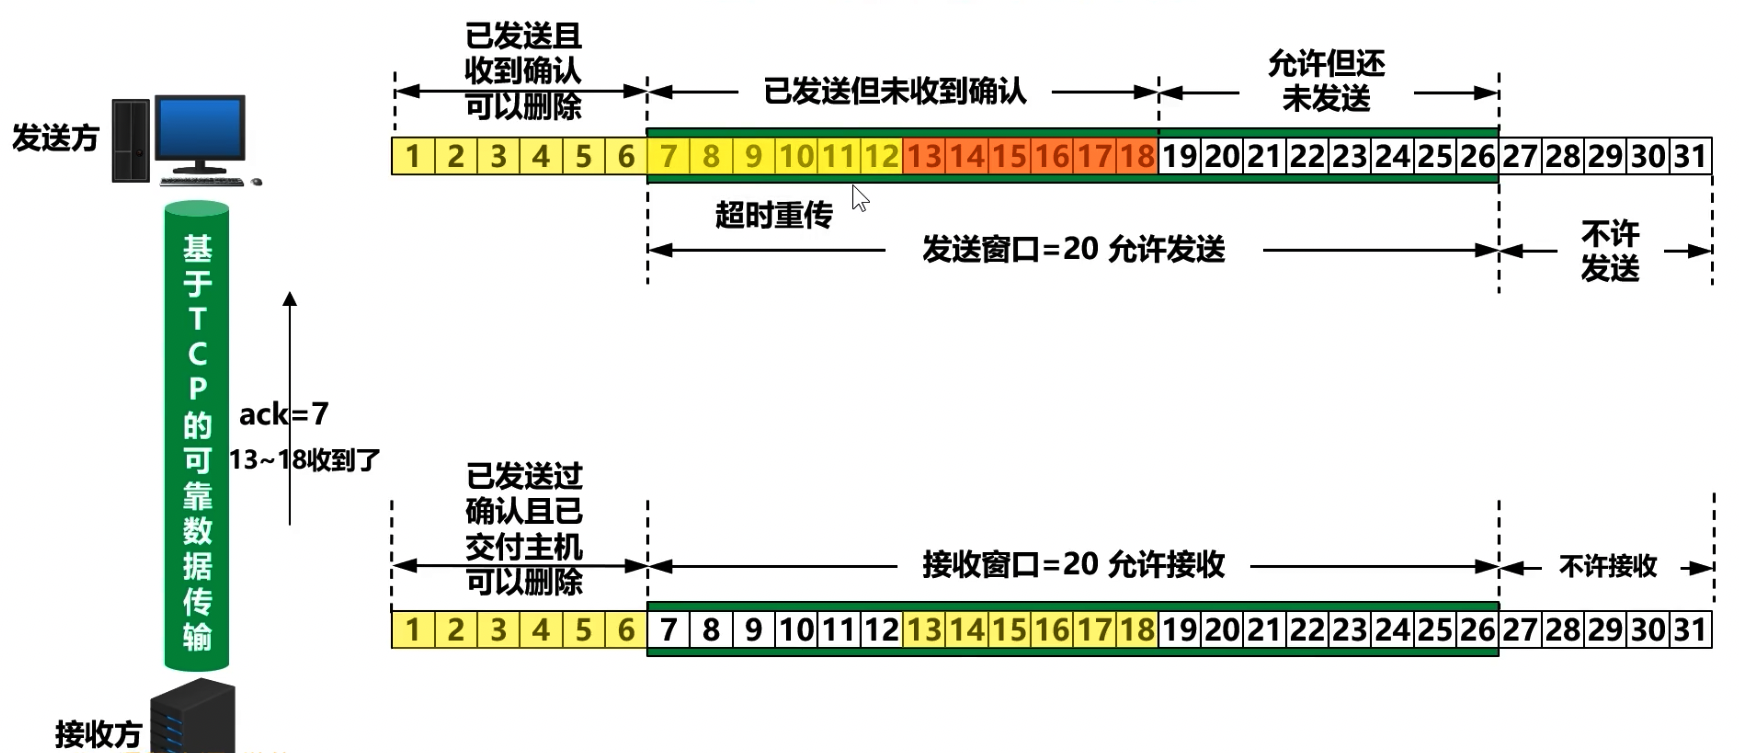 已发送且
收到确认
可以删除
已发送但未收到确认
允许但还
未发送
发送方
1 2 3 4 5 6 7 8 9 10 11 12 13 14 15 16 17 18 19 20 21 22 23 24 25 26 27 28 29 30 31
超时重传
发送窗口=20 允许发送
不许
发送
基于TCP的可靠数据传输
ack=7
13~18收到了
已发送过
确认且已
交付主机
可以删除
接收窗口=20 允许接收
不许接收
1 2 3 4 5 6 7 8 9 10 11 12 13 14 15 16 17 18 19 20 21 22 23 24 25 26 27 28 29 30 31
接收方